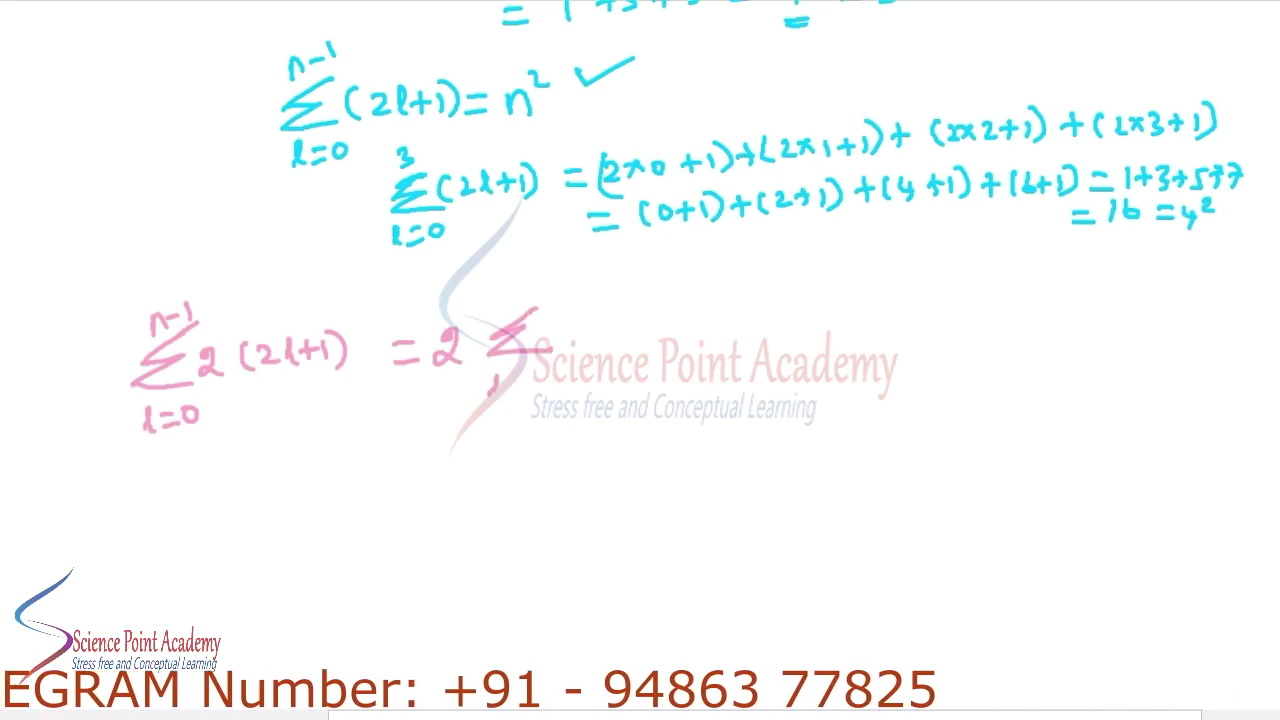 n-1
∑ (2l+1) = n² ✓
l=0
3
∑ (2l+1) = (2×0 +1)+(2×1+1)+ (2×2+1) +(2×3+1)
l=0
= (0+1)+(2+1)+(4+1)+(6+1) = 1+3+5+7
= 16 = 4²
n-1
∑ 2 (2l+1) = 2 ∑
l=0
Science Point Academy
Stress free and Conceptual Learning
Science Point Academy
Stress free and Conceptual Learning
EGRAM Number: +91 - 94863 77825